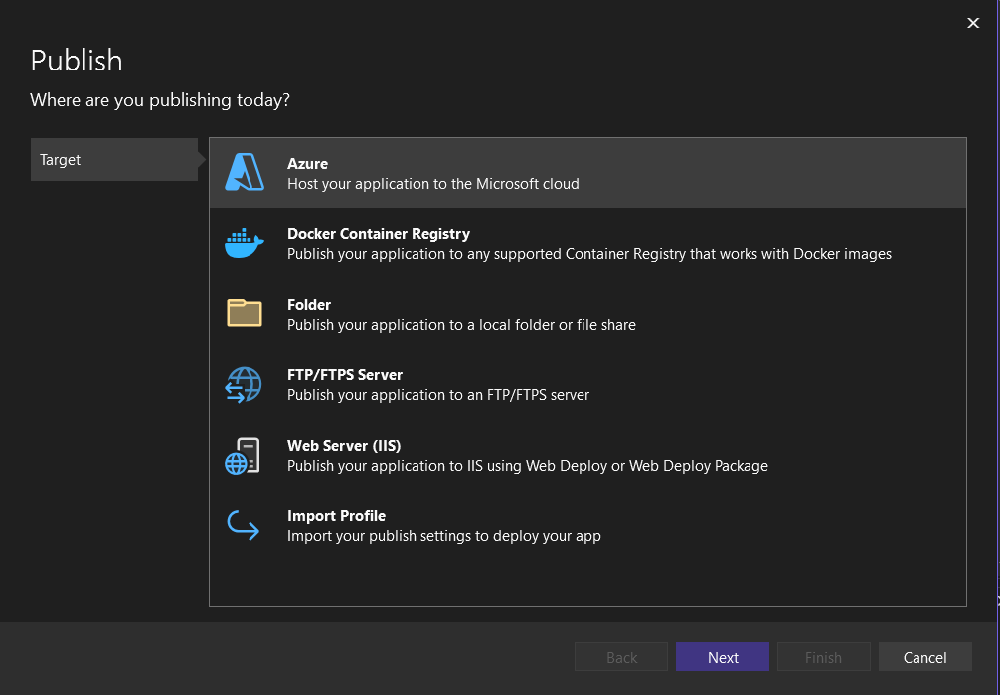 Publish
Where are you publishing today?
Target
Azure
Host your application to the Microsoft cloud
Docker Container Registry
Publish your application to any supported Container Registry that works with Docker images
Folder
Publish your application to a local folder or file share
FTP/FTPS Server
Publish your application to an FTP/FTPS server
Web Server (IIS)
Publish your application to IIS using Web Deploy or Web Deploy Package
Import Profile
Import your publish settings to deploy your app
Back
Next
Finish
Cancel